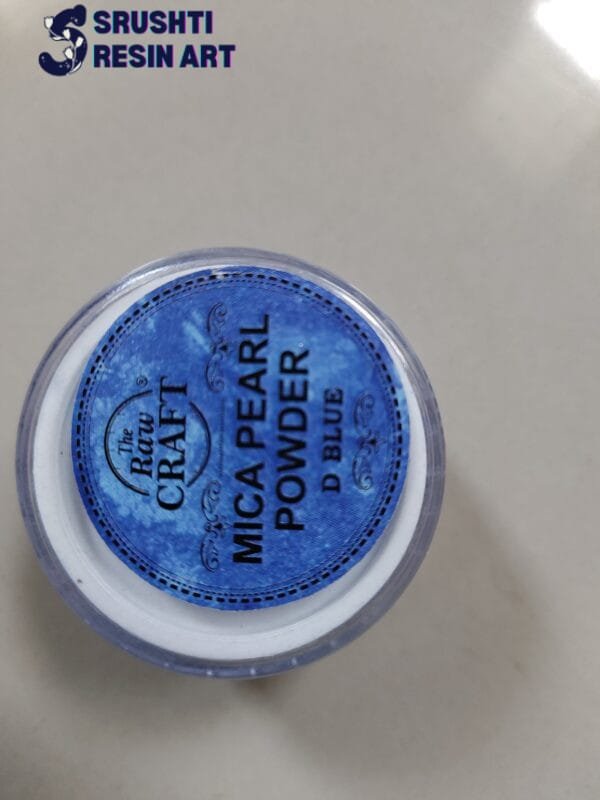 SRUSHTI
RESIN ART
The
Raw
CRAFT
®
MICA PEARL
POWDER
D BLUE